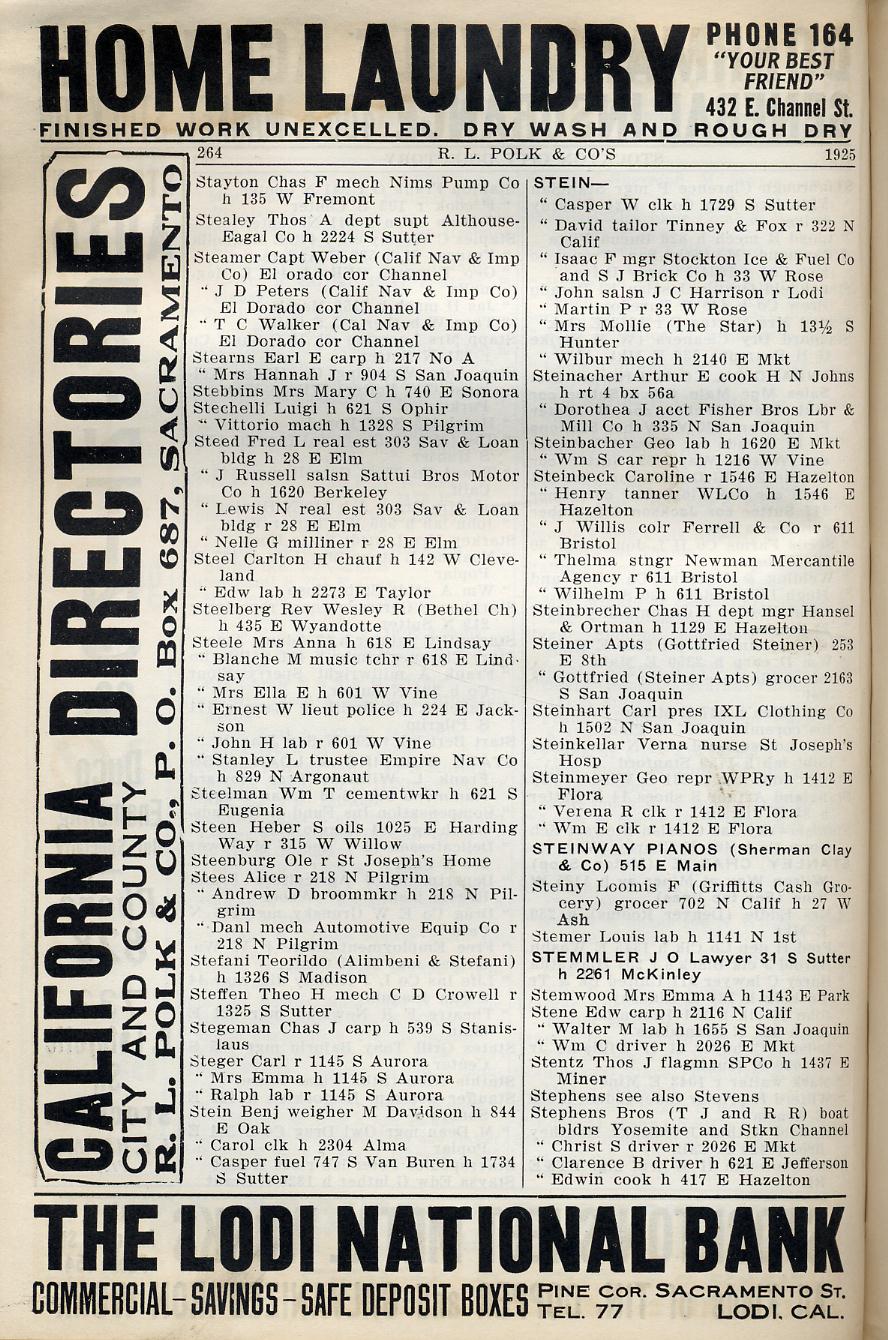 HOME LAUNDRY
PHONE 164
"YOUR BEST
FRIEND"
432 E. Channel St.
FINISHED WORK UNEXCELLED. DRY WASH AND ROUGH DRY
CALIFORNIA DIRECTORIES
CITY AND COUNTY
R. L. POLK & CO., P. O. Box 687, SACRAMENTO
264 R. L. POLK & CO'S 1925
Stayton Chas F mech Nims Pump Co
h 135 W Fremont
Stealey Thos A dept supt Althouse-
Eagal Co h 2224 S Sutter
Steamer Capt Weber (Calif Nav & Imp
Co) El orado cor Channel
" J D Peters (Calif Nav & Imp Co)
El Dorado cor Channel
" T C Walker (Cal Nav & Imp Co)
El Dorado cor Channel
Stearns Earl E carp h 217 No A
" Mrs Hannah J r 904 S San Joaquin
Stebbins Mrs Mary C h 740 E Sonora
Stechelli Luigi h 621 S Ophir
" Vittorio mach h 1328 S Pilgrim
Steed Fred L real est 303 Sav & Loan
bldg h 28 E Elm
" J Russell salsn Sattui Bros Motor
Co h 1620 Berkeley
" Lewis N real est 303 Sav & Loan
bldg r 28 E Elm
" Nelle G milliner r 28 E Elm
Steel Carlton H chauf h 142 W Cleve-
land
" Edw lab h 2273 E Taylor
Steelberg Rev Wesley R (Bethel Ch)
h 435 E Wyandotte
Steele Mrs Anna h 618 E Lindsay
" Blanche M music tchr r 618 E Lind-
say
" Mrs Ella E h 601 W Vine
" Ernest W lieut police h 224 E Jack-
son
" John H lab r 601 W Vine
" Stanley L trustee Empire Nav Co
h 829 N Argonaut
Steelman Wm T cementwkr h 621 S
Eugenia
Steen Heber S oils 1025 E Harding
Way r 315 W Willow
Steenburg Ole r St Joseph's Home
Stees Alice r 218 N Pilgrim
" Andrew D broommkr h 218 N Pil-
grim
" Danl mech Automotive Equip Co r
218 N Pilgrim
Stefani Teorildo (Alimbeni & Stefani)
h 1326 S Madison
Steffen Theo H mech C D Crowell r
1325 S Sutter
Stegeman Chas J carp h 539 S Stanis-
laus
Steger Carl r 1145 S Aurora
" Mrs Emma h 1145 S Aurora
" Ralph lab r 1145 S Aurora
Stein Benj weigher M Davidson h 844
E Oak
" Carol clk h 2304 Alma
" Casper fuel 747 S Van Buren h 1734
S Sutter
STEIN—
" Casper W clk h 1729 S Sutter
" David tailor Tinney & Fox r 322 N
Calif
" Isaac F mgr Stockton Ice & Fuel Co
and S J Brick Co h 33 W Rose
" John salsn J C Harrison r Lodi
" Martin P r 33 W Rose
" Mrs Mollie (The Star) h 13½ S
Hunter
" Wilbur mech h 2140 E Mkt
Steinacher Arthur E cook H N Johns
h rt 4 bx 56a
" Dorothea J acct Fisher Bros Lbr &
Mill Co h 335 N San Joaquin
Steinbacher Geo lab h 1620 E Mkt
" Wm S car repr h 1216 W Vine
Steinbeck Caroline r 1546 E Hazelton
" Henry tanner WLCo h 1546 E
Hazelton
" J Willis colr Ferrell & Co r 611
Bristol
" Thelma stngr Newman Mercantile
Agency r 611 Bristol
" Wilhelm P h 611 Bristol
Steinbrecher Chas H dept mgr Hansel
& Ortman h 1129 E Hazelton
Steiner Apts (Gottfried Steiner) 253
E 8th
" Gottfried (Steiner Apts) grocer 2163
S San Joaquin
Steinhart Carl pres IXL Clothing Co
h 1502 N San Joaquin
Steinkellar Verna nurse St Joseph's
Hosp
Steinmeyer Geo repr WPRy h 1412 E
Flora
" Verena R clk r 1412 E Flora
" Wm E clk r 1412 E Flora
STEINWAY PIANOS (Sherman Clay
& Co) 515 E Main
Steiny Loomis F (Griffitts Cash Gro-
cery) grocer 702 N Calif h 27 W
Ash
Stemer Louis lab h 1141 N 1st
STEMMLER J O Lawyer 31 S Sutter
h 2261 McKinley
Stemwood Mrs Emma A h 1143 E Park
Stene Edw carp h 2116 N Calif
" Walter M lab h 1655 S San Joaquin
" Wm C driver h 2026 E Mkt
Stentz Thos J flagmn SPCo h 1437 E
Miner
Stephens see also Stevens
Stephens Bros (T J and R R) boat
bldrs Yosemite and Stkn Channel
" Christ S driver r 2026 E Mkt
" Clarence B driver h 621 E Jefferson
" Edwin cook h 417 E Hazelton
THE LODI NATIONAL BANK
COMMERCIAL-SAVINGS-SAFE DEPOSIT BOXES
PINE COR. SACRAMENTO ST.
TEL. 77 LODI, CAL.